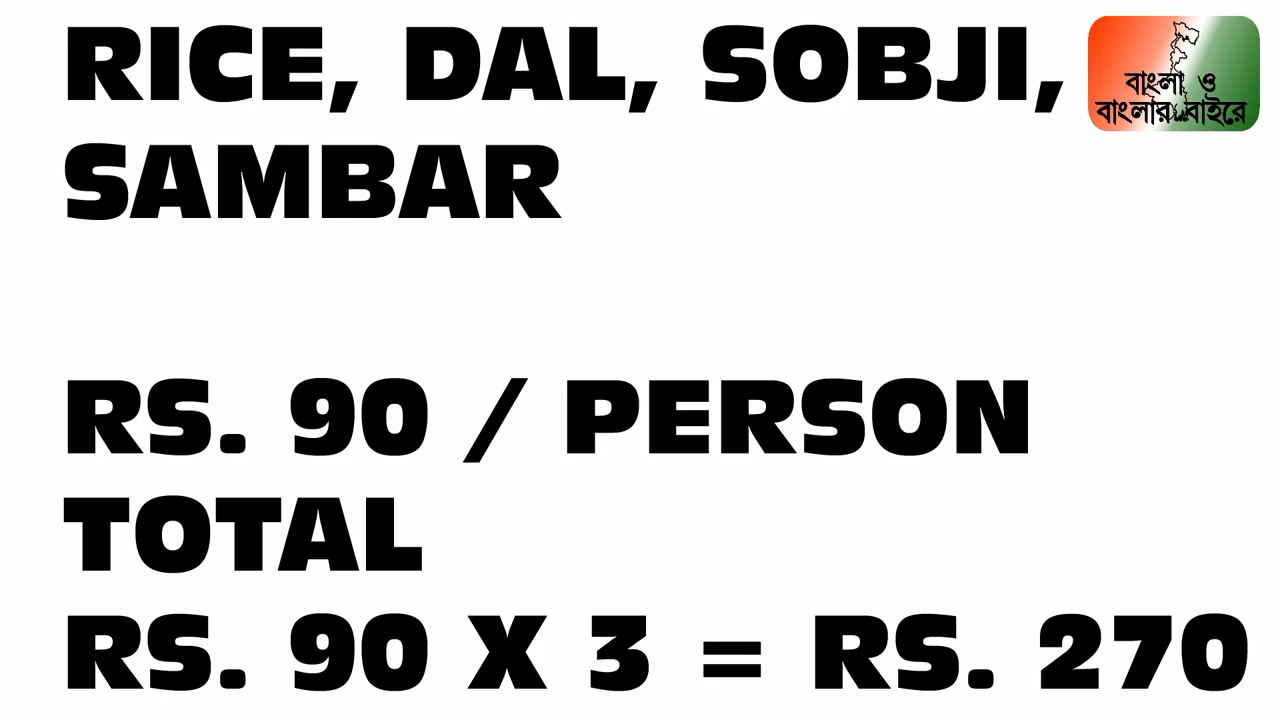 RICE, DAL, SOBJI,
SAMBAR
বাংলা ও
বাংলার বাইরে
RS. 90 / PERSON
TOTAL
RS. 90 X 3 = RS. 270